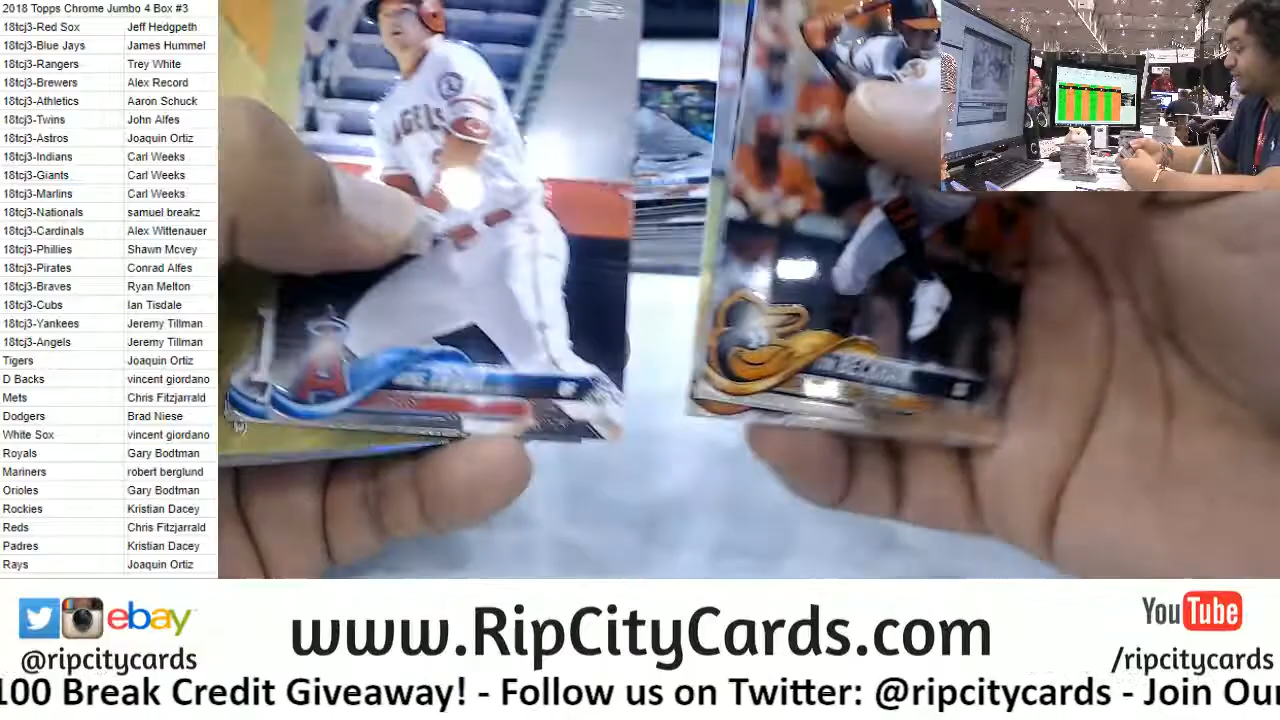 2018 Topps Chrome Jumbo 4 Box #3
18tcj3-Red Sox Jeff Hedgpeth
18tcj3-Blue Jays James Hummel
18tcj3-Rangers Trey White
18tcj3-Brewers Alex Record
18tcj3-Athletics Aaron Schuck
18tcj3-Twins John Alfes
18tcj3-Astros Joaquin Ortiz
18tcj3-Indians Carl Weeks
18tcj3-Giants Carl Weeks
18tcj3-Marlins Carl Weeks
18tcj3-Nationals samuel breakz
18tcj3-Cardinals Alex Wittenauer
18tcj3-Phillies Shawn Mcvey
18tcj3-Pirates Conrad Alfes
18tcj3-Braves Ryan Melton
18tcj3-Cubs Ian Tisdale
18tcj3-Yankees Jeremy Tillman
18tcj3-Angels Jeremy Tillman
Tigers Joaquin Ortiz
D Backs vincent giordano
Mets Chris Fitzjarrald
Dodgers Brad Niese
White Sox vincent giordano
Royals Gary Bodtman
Mariners robert berglund
Orioles Gary Bodtman
Rockies Kristian Dacey
Reds Chris Fitzjarrald
Padres Kristian Dacey
Rays Joaquin Ortiz
ANGELS
ebay
@ripcitycards
www.RipCityCards.com
YouTube
/ripcitycards
100 Break Credit Giveaway! - Follow us on Twitter: @ripcitycards - Join Our